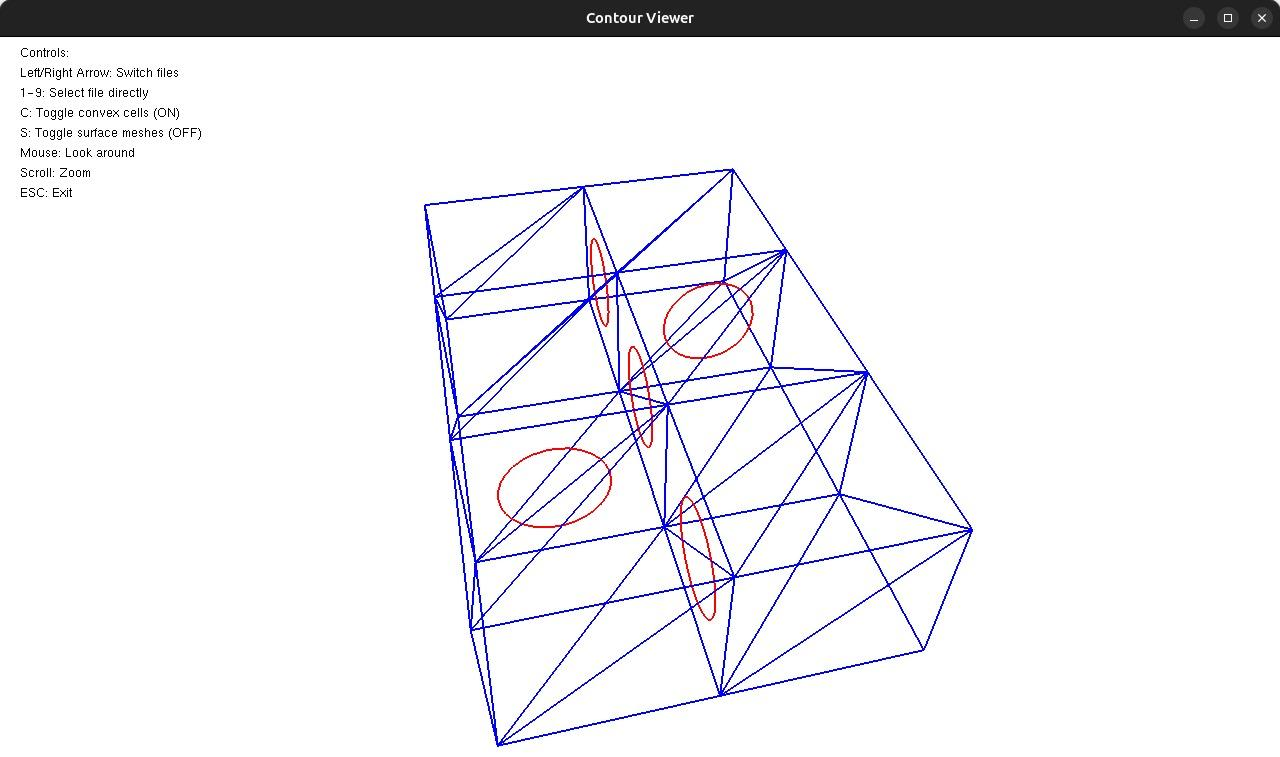 Contour Viewer
Controls:
Left/Right Arrow: Switch files
1-9: Select file directly
C: Toggle convex cells (ON)
S: Toggle surface meshes (OFF)
Mouse: Look around
Scroll: Zoom
ESC: Exit